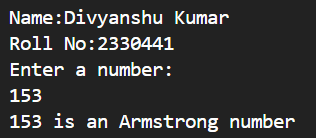 Name:Divyanshu Kumar
Roll No:2330441
Enter a number:
153
153 is an Armstrong number